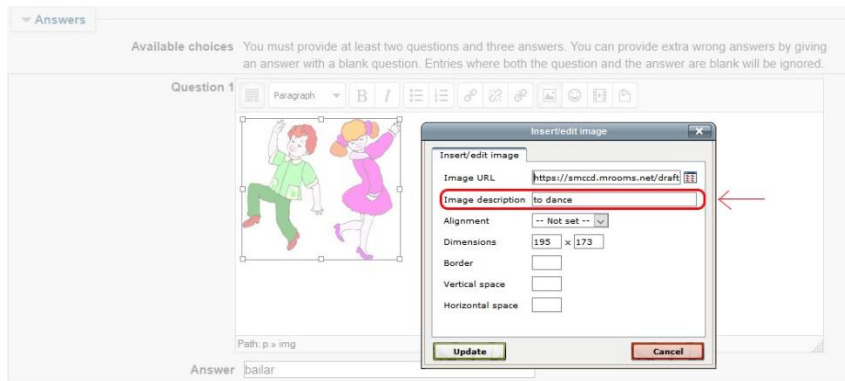 Answers
Available choices You must provide at least two questions and three answers. You can provide extra wrong answers by giving
an answer with a blank question. Entries where both the question and the answer are blank will be ignored.
Question 1
Paragraph B I
Insert/edit image X
Insert/edit image
Image URL https://smccd.mrooms.net/draft
Image description to dance
Alignment -- Not set --
Dimensions 195 x 173
Border
Vertical space
Horizontal space
Path: p » img
Update Cancel
Answer bailar